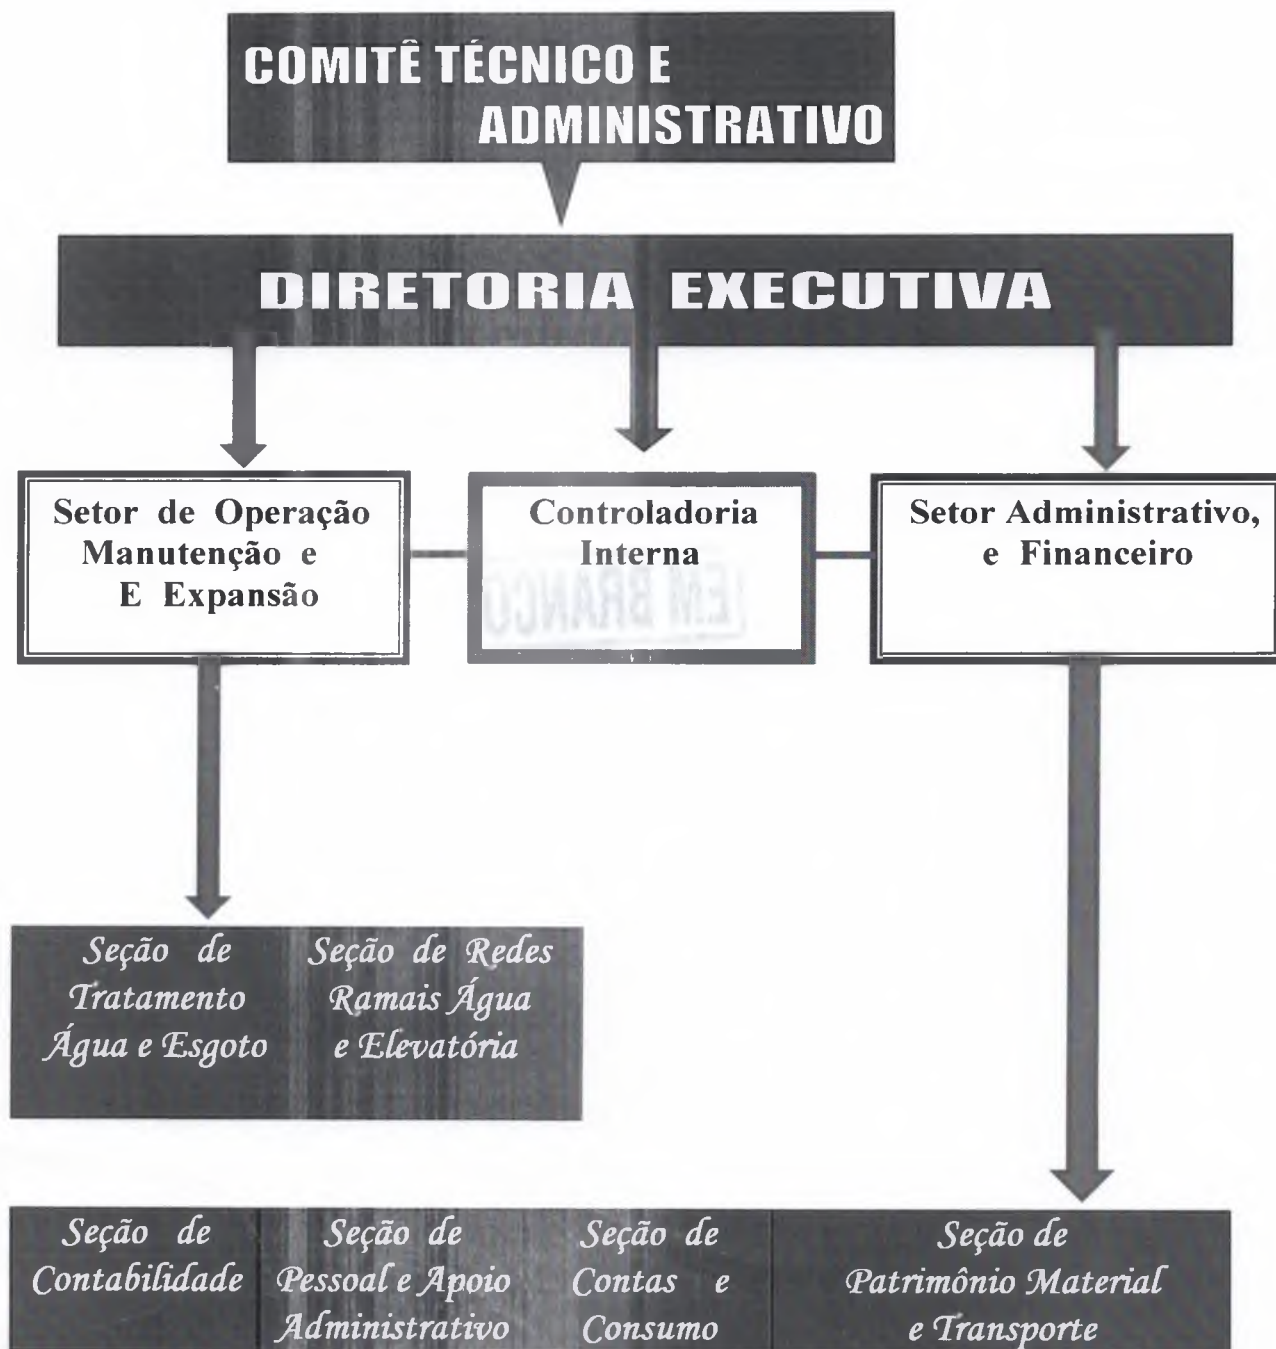 COMITÊ TÉCNICO E
ADMINISTRATIVO
DIRETORIA EXECUTIVA
Setor de Operação
Manutenção e
E Expansão
Controladoria
Interna
EM BRANCO
Setor Administrativo,
e Financeiro
Seção de
Tratamento
Água e Esgoto
Seção de Redes
Ramais Água
e Elevatória
Seção de
Contabilidade
Seção de
Pessoal e Apoio
Administrativo
Seção de
Contas e
Consumo
Seção de
Patrimônio Material
e Transporte